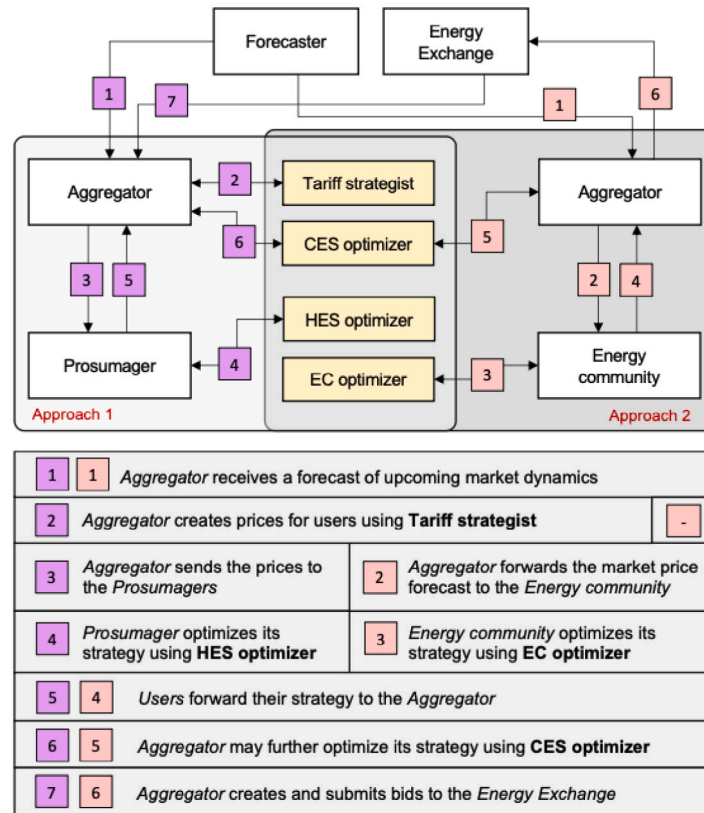 Forecaster
Energy
Exchange
1
7
1
6
Aggregator
2
Tariff strategist
Aggregator
6
CES optimizer
5
3
5
2
4
HES optimizer
Prosumager
4
EC optimizer
3
Energy
community
Approach 1
Approach 2
1 1 Aggregator receives a forecast of upcoming market dynamics
2 Aggregator creates prices for users using Tariff strategist -
3 Aggregator sends the prices to
the Prosumagers
2 Aggregator forwards the market price
forecast to the Energy community
4 Prosumager optimizes its
strategy using HES optimizer
3 Energy community optimizes its
strategy using EC optimizer
5 4 Users forward their strategy to the Aggregator
6 5 Aggregator may further optimize its strategy using CES optimizer
7 6 Aggregator creates and submits bids to the Energy Exchange